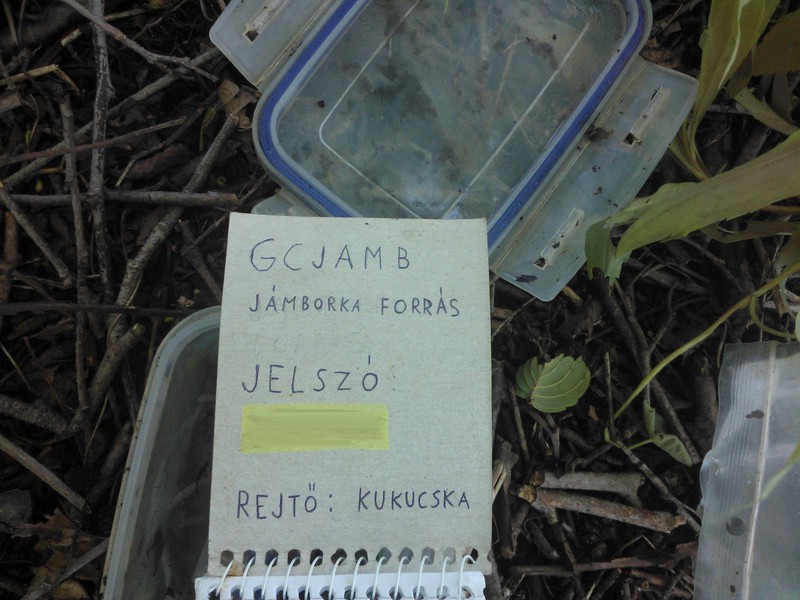 GCJAMB
JÁMBORKA FORRÁS
JELSZÓ
REJTŐ: KUKUCSKA